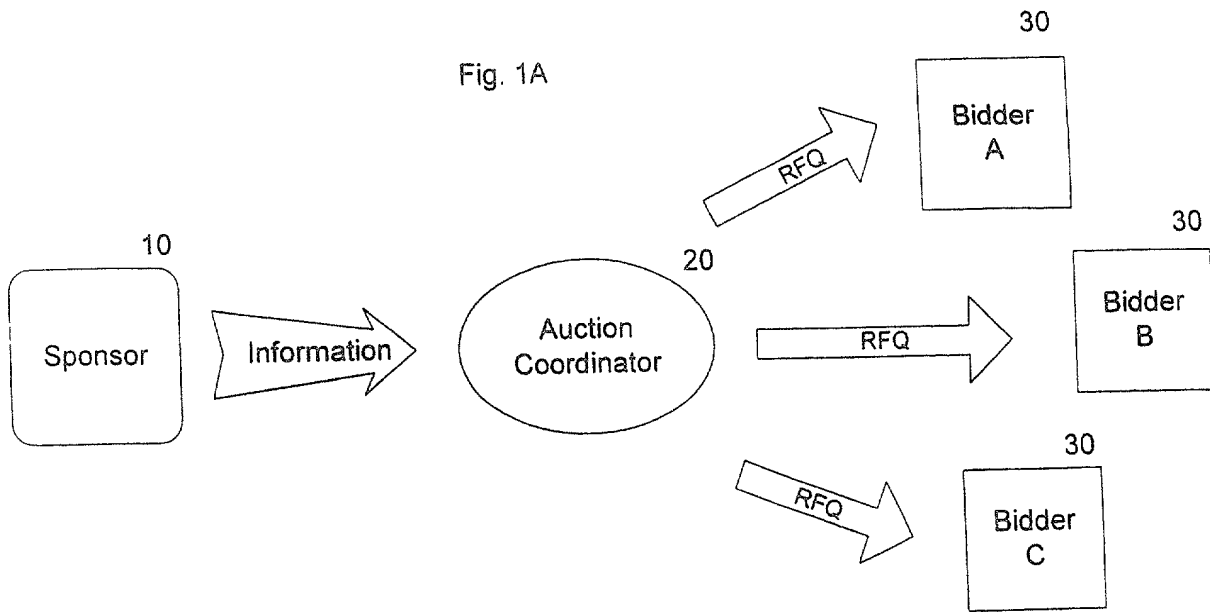 Fig. 1A
30
Bidder
A
RFQ
10
Sponsor
Information
20
Auction
Coordinator
RFQ
30
Bidder
B
RFQ
30
Bidder
C